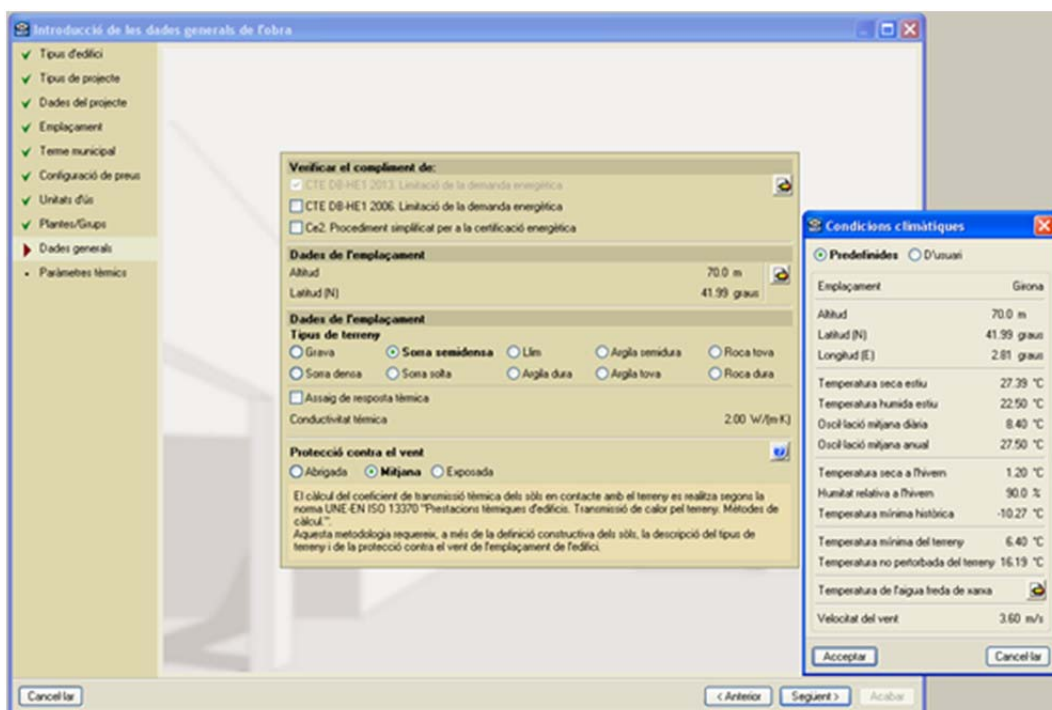 Introducció de les dades generals de l'obra
Tipus d'edifici
Tipus de projecte
Dades del projecte
Emplaçament
Terme municipal
Configuració de preus
Unitats d'ús
Plantes/Grups
Dades generals
Paràmetres tèrmics
Verificar el compliment de:
CTE DB-HE1 2013. Limitació de la demanda energètica
CTE DB-HE1 2006. Limitació de la demanda energètica
Ce2. Procediment simplificat per a la certificació energètica
Dades de l'emplaçament
Altitud 70.0 m
Latitud (N) 41.99 graus
Dades de l'emplaçament
Tipus de terreny
Grava Sorra semidensa Llim Argila semidura Roca tova
Sorra densa Sorra solta Argila dura Argila tova Roca dura
Assaig de resposta tèrmica
Conductivitat tèrmica 2.00 W/(m·K)
Protecció contra el vent
Abrigada Mitjana Exposada
El càlcul del coeficient de transmissió tèrmica dels sòls en contacte amb el terreny es realitza segons la
norma UNE-EN ISO 13370 "Prestacions tèrmiques d'edificis. Transmissió de calor pel terreny. Mètodes de
càlcul.".
Aquesta metodologia requereix, a més de la definició constructiva dels sòls, la descripció del tipus de
terreny i de la protecció contra el vent de l'emplaçament de l'edifici.
Cancel·lar
< Anterior
Següent >
Acabar
Condicions climàtiques
Predefinides D'usuari
Emplaçament Girona
Altitud 70.0 m
Latitud (N) 41.99 graus
Longitud (E) 2.81 graus
Temperatura seca estiu 27.39 °C
Temperatura humida estiu 22.50 °C
Oscil·lació mitjana diària 8.40 °C
Oscil·lació mitjana anual 27.50 °C
Temperatura seca a l'hivern 1.20 °C
Humitat relativa a l'hivern 90.0 %
Temperatura mínima històrica -10.27 °C
Temperatura mínima del terreny 6.40 °C
Temperatura no pertorbada del terreny 16.19 °C
Temperatura de l'aigua freda de xarxa
Velocitat del vent 3.60 m/s
Acceptar
Cancel·lar